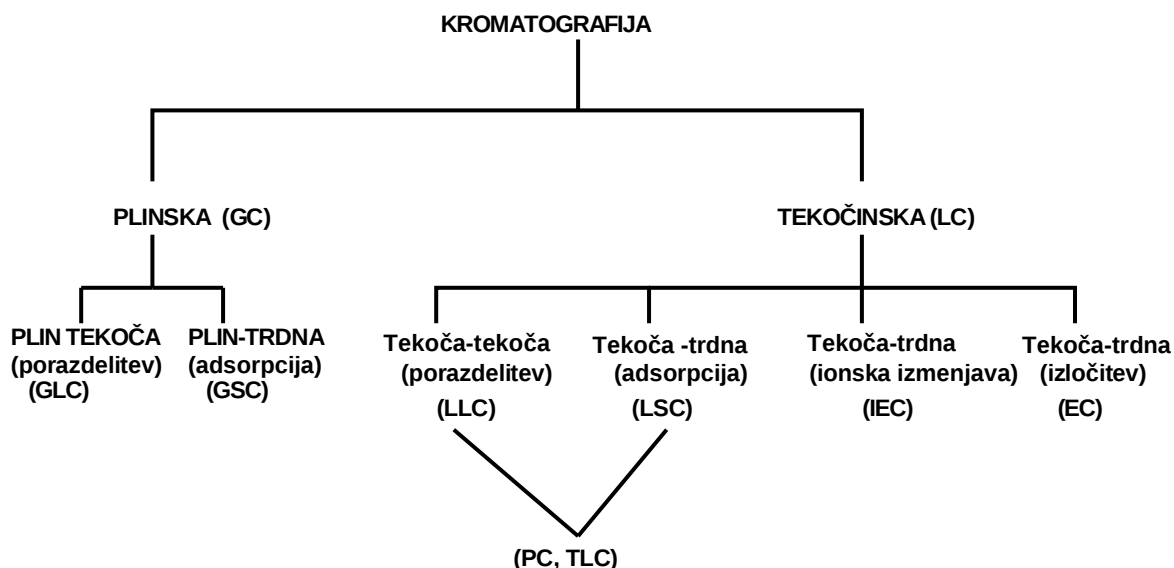 KROMATOGRAFIJA
PLINSKA (GC)
TEKOČINSKA (LC)
PLIN TEKOČA
(porazdelitev)
(GLC)
PLIN-TRDNA
(adsorpcija)
(GSC)
Tekoča-tekoča
(porazdelitev)
(LLC)
Tekoča -trdna
(adsorpcija)
(LSC)
Tekoča-trdna
(ionska izmenjava)
(IEC)
Tekoča-trdna
(izločitev)
(EC)
(PC, TLC)